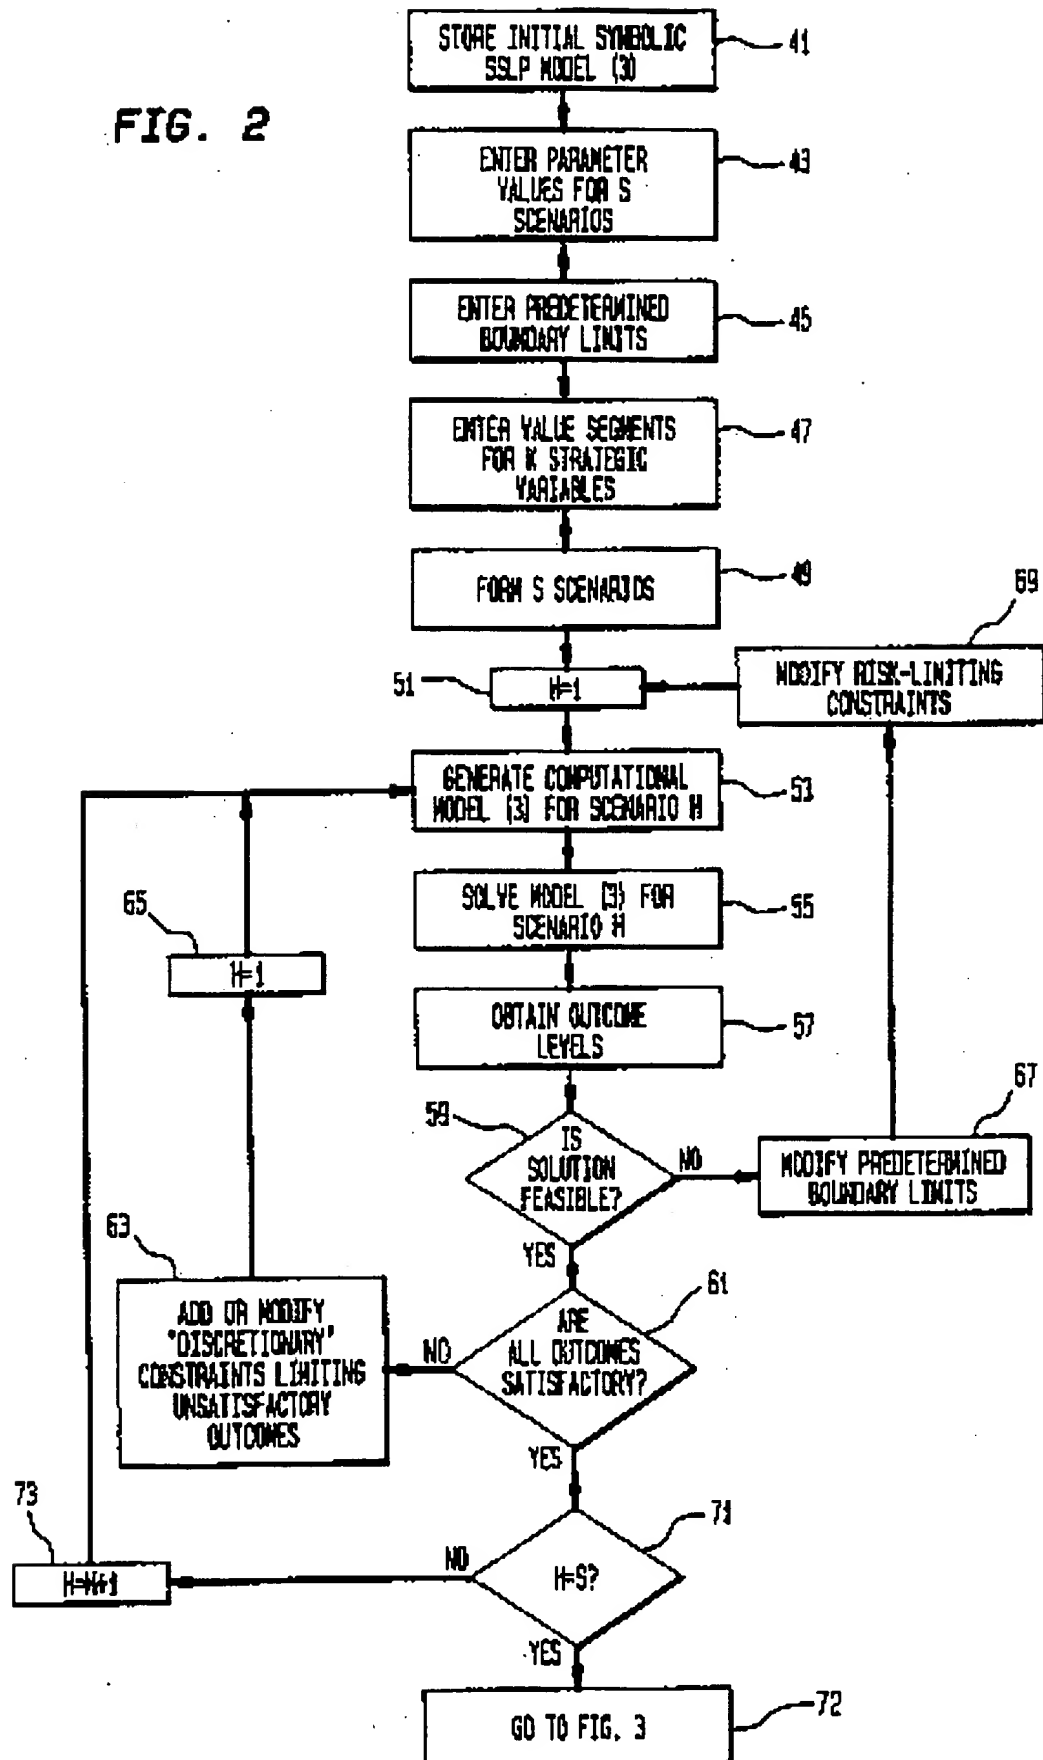 FIG. 2
STORE INITIAL SYMBOLIC
SSLP MODEL (3)
41
ENTER PARAMETER
VALUES FOR S
SCENARIOS
43
ENTER PREDETERMINED
BOUNDARY LIMITS
45
ENTER VALUE SEGMENTS
FOR K STRATEGIC
VARIABLES
47
FORM S SCENARIOS
49
69
MODIFY RISK-LIMITING
CONSTRAINTS
51
H=1
GENERATE COMPUTATIONAL
MODEL (3) FOR SCENARIO H
53
SOLVE MODEL (3) FOR
SCENARIO H
55
65
H=1
OBTAIN OUTCOME
LEVELS
57
59
IS
SOLUTION
FEASIBLE?
NO
YES
67
MODIFY PREDETERMINED
BOUNDARY LIMITS
63
ADD OR MODIFY
"DISCRETIONARY"
CONSTRAINTS LIMITING
UNSATISFACTORY
OUTCOMES
61
ARE
ALL OUTCOMES
SATISFACTORY?
NO
YES
73
H=H+1
71
H=S?
NO
YES
GO TO FIG. 3
72